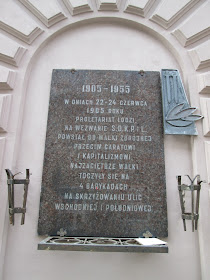 1905-1955
W DNIACH 22-24 CZERWCA
1905 ROKU
PROLETARIAT ŁODZI
NA WEZWANIE S.D.K.P.i L.
POWSTAŁ DO WALKI ZBROJNEJ
PRZECIW CARATOWI
I KAPITALIZMOWI
NAJZACIĘTSZE WALKI
TOCZYŁY SIĘ NA
4 BARYKADACH
NA SKRZYŻOWANIU ULIC
WSCHODNIEJ I POŁUDNIOWEJ